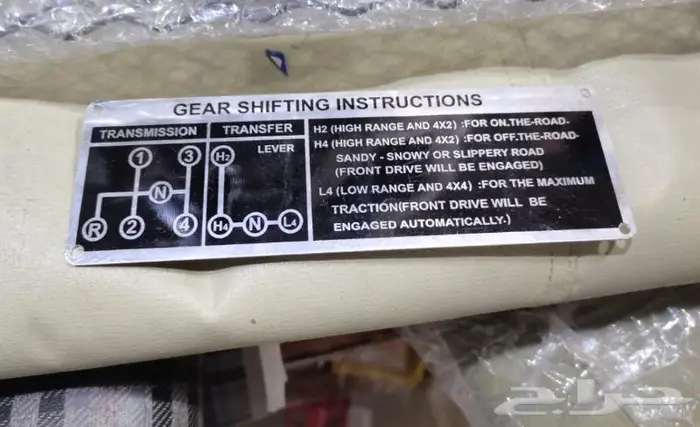 GEAR SHIFTING INSTRUCTIONS
TRANSMISSION
1 3
N
R 2 4
TRANSFER
LEVER
H2
H4 N L4
H2 (HIGH RANGE AND 4X2) :FOR ON.THE-ROAD-
H4 (HIGH RANGE AND 4X2) :FOR OFF.THE-ROAD-
SANDY - SNOWY OR SLIPPERY ROAD
(FRONT DRIVE WILL BE ENGAGED)
L4 (LOW RANGE AND 4X4) :FOR THE MAXIMUM
TRACTION(FRONT DRIVE WILL BE
ENGAGED AUTOMATICALLY-)
حراج